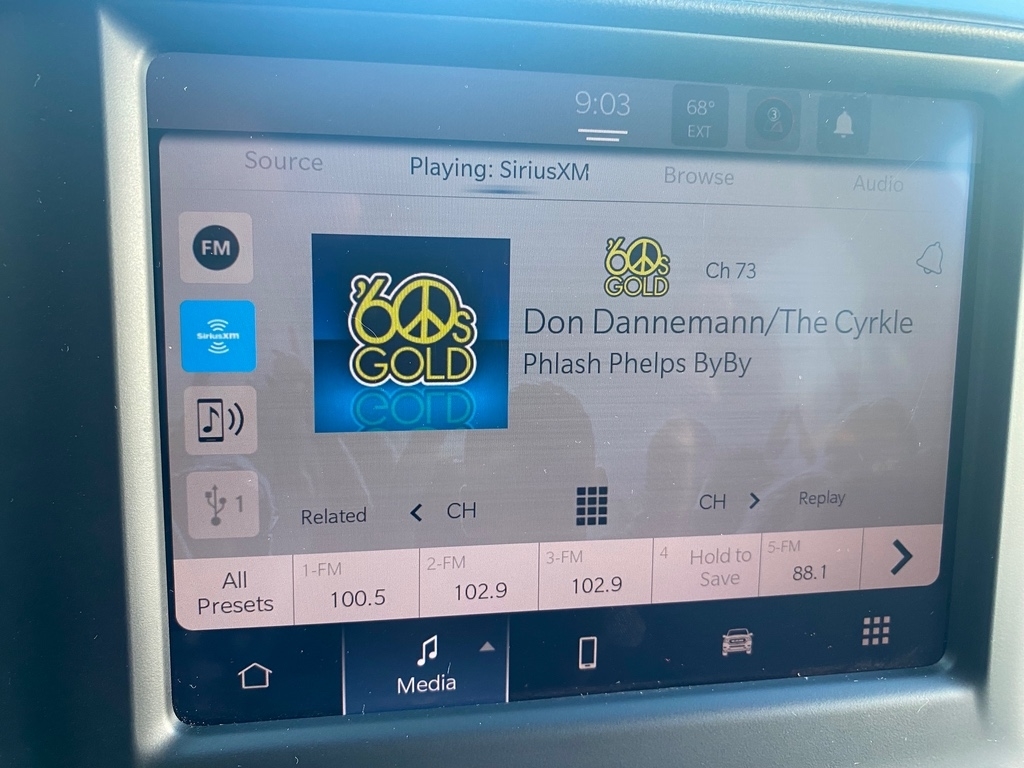 9:03
68°
EXT
3
Source
Playing: SiriusXM
Browse
Audio
FM
'60s
GOLD
'60s
GOLD
Ch 73
SiriusXM
Don Dannemann/The Cyrkle
Phlash Phelps ByBy
1
Related
CH
CH
Replay
All
Presets
1-FM
100.5
2-FM
102.9
3-FM
102.9
4
Hold to
Save
5-FM
88.1
Media